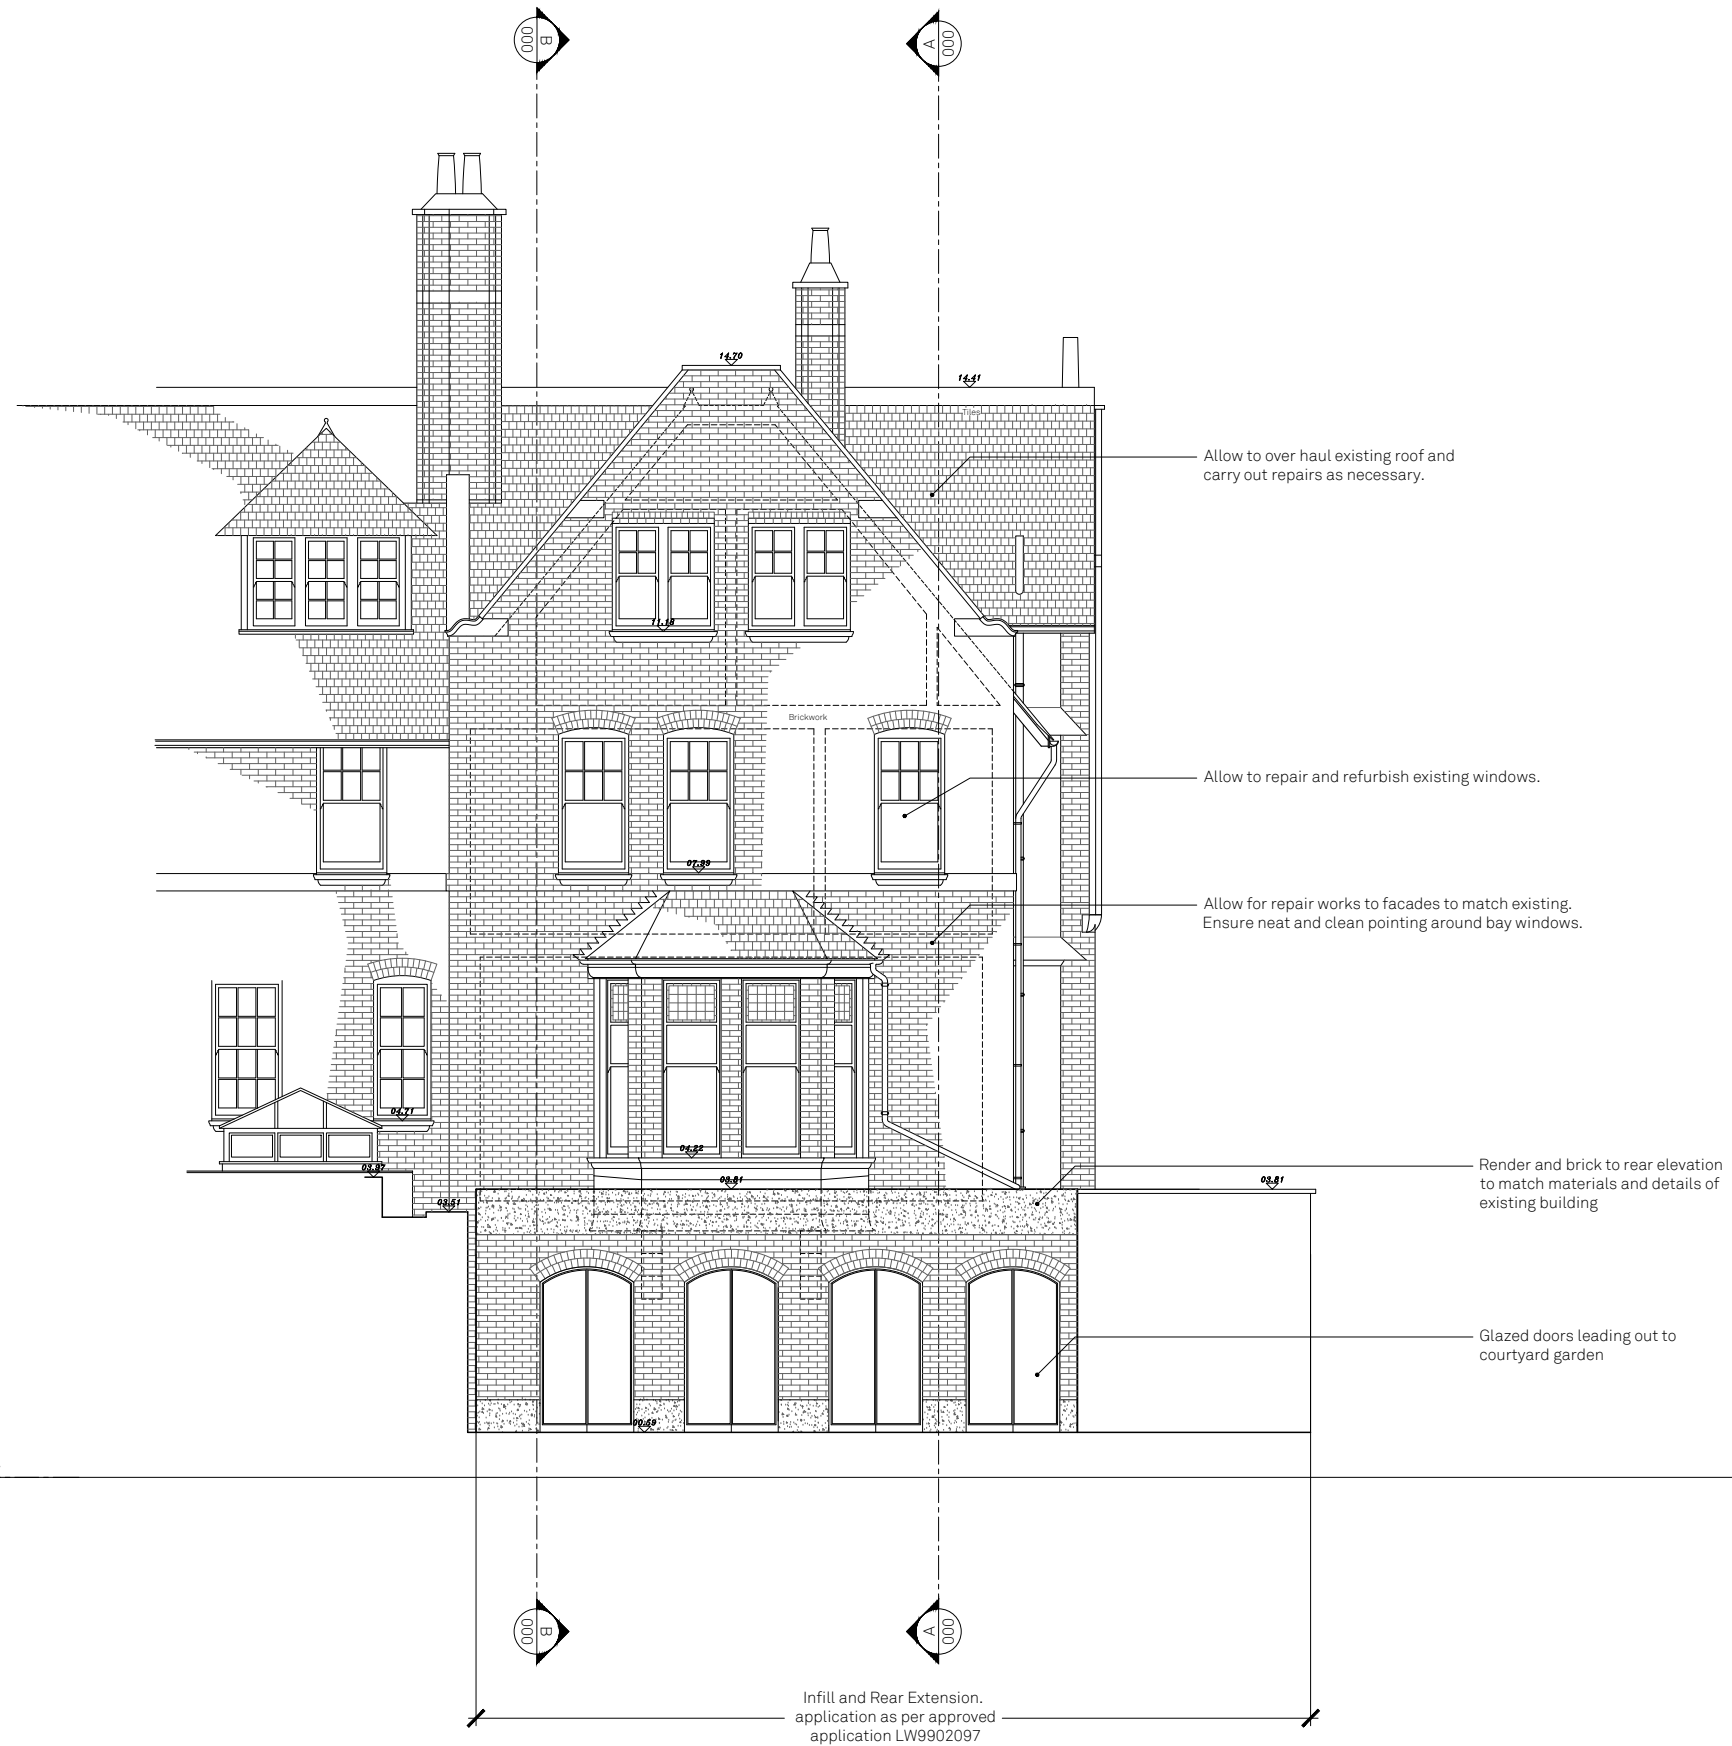 B
000
A
000
14.70
14.41
Tiles
Allow to over haul existing roof and
carry out repairs as necessary.
11.18
Brickwork
Allow to repair and refurbish existing windows.
07.99
Allow for repair works to facades to match existing.
Ensure neat and clean pointing around bay windows.
04.71
04.22
03.97
03.81
03.81
03.51
Render and brick to rear elevation
to match materials and details of
existing building
Glazed doors leading out to
courtyard garden
00.59
B
000
A
000
Infill and Rear Extension.
application as per approved
application LW9902097